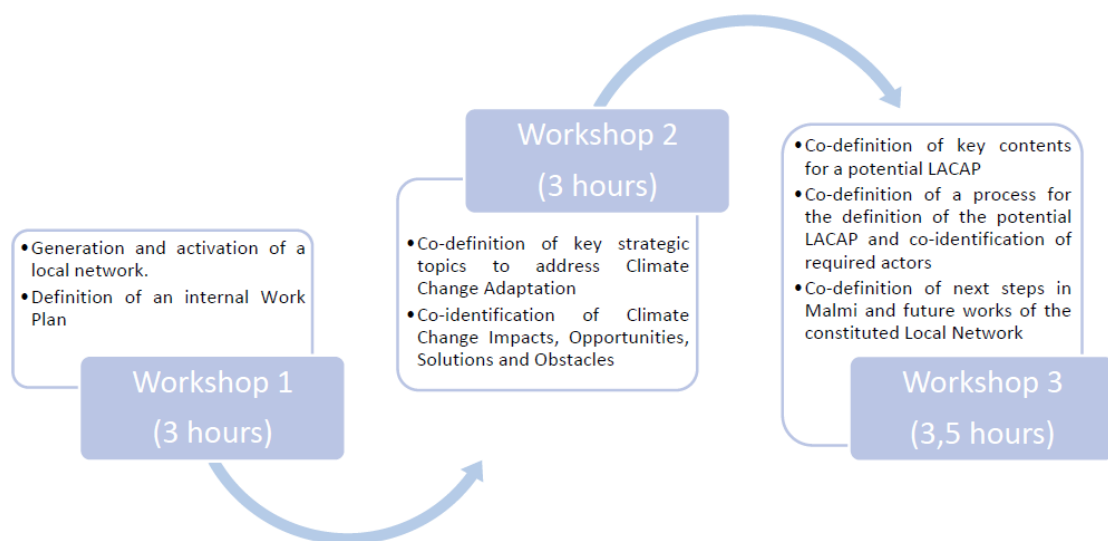 •Generation and activation of a
local network.
•Definition of an internal Work
Plan
Workshop 1
(3 hours)
Workshop 2
(3 hours)
•Co-definition of key strategic
topics to address Climate
Change Adaptation
•Co-identification of Climate
Change Impacts, Opportunities,
Solutions and Obstacles
•Co-definition of key contents
for a potential LACAP
•Co-definition of a process for
the definition of the potential
LACAP and co-identification of
required actors
•Co-definition of next steps in
Malmi and future works of the
constituted Local Network
Workshop 3
(3,5 hours)